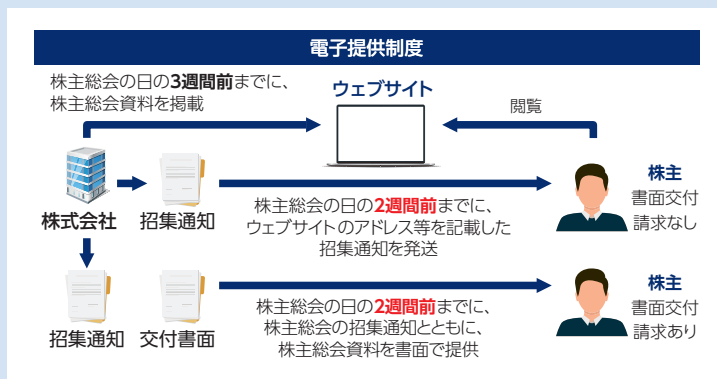 電子提供制度
株主総会の日の3週間前までに、
株主総会資料を掲載
ウェブサイト
閲覧
株式会社
招集通知
株主総会の日の2週間前までに、
ウェブサイトのアドレス等を記載した
招集通知を発送
株主
書面交付
請求なし
招集通知
交付書面
株主総会の日の2週間前までに、
株主総会の招集通知とともに、
株主総会資料を書面で提供
株主
書面交付
請求あり